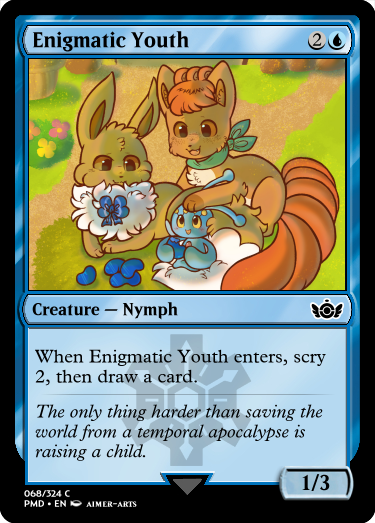 Enigmatic Youth 2
Creature — Nymph
When Enigmatic Youth enters, scry
2, then draw a card.
The only thing harder than saving the
world from a temporal apocalypse is
raising a child.
1/3
068/324 C
PMD • EN AIMER-ARTS